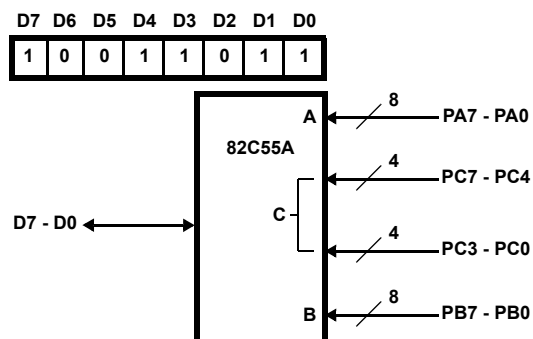 D7 D6 D5 D4 D3 D2 D1 D0
1 0 0 1 1 0 1 1
A
8
PA7 - PA0
82C55A
4
PC7 - PC4
C
D7 - D0
4
PC3 - PC0
8
B
PB7 - PB0